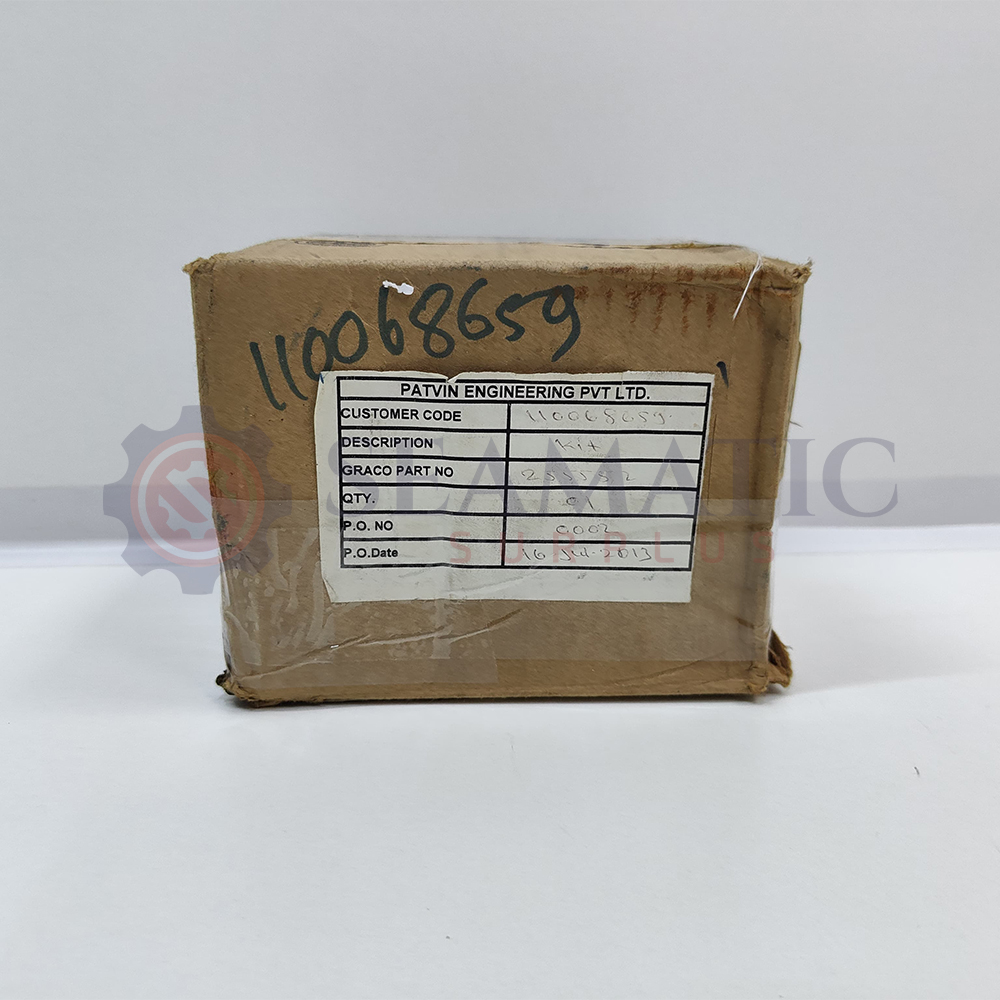 110068659
PATVIN ENGINEERING PVT LTD.
CUSTOMER CODE 110068659.
DESCRIPTION Kit
GRACO PART NO
QTY. 01
P.O. NO 0002
P.O.Date 16 Jul-2013
SEAMATIC
SURPLUS